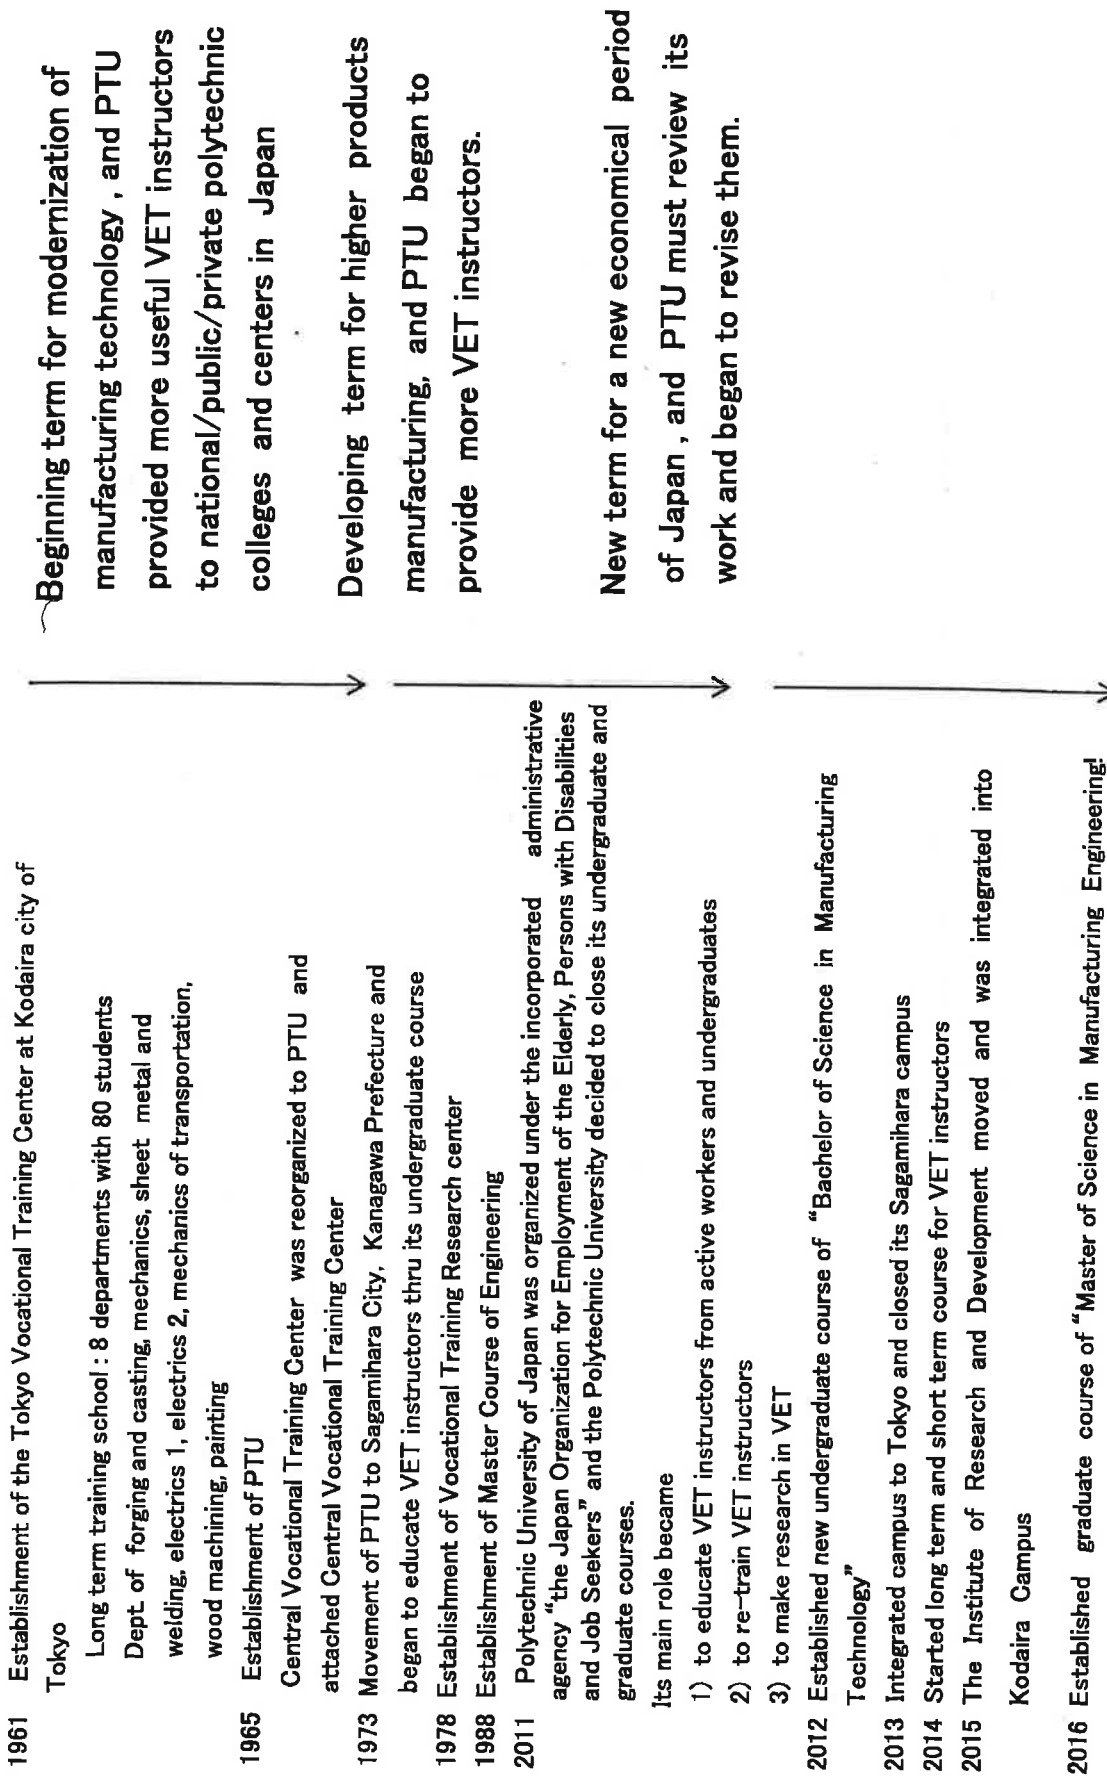 1961 Establishment of the Tokyo Vocational Training Center at Kodaira city of
Tokyo
Long term training school : 8 departments with 80 students
Dept of forging and casting, mechanics, sheet metal and
welding, electrics 1, electrics 2, mechanics of transportation,
wood machining, painting
1965 Establishment of PTU
Central Vocational Training Center was reorganized to PTU and
attached Central Vocational Training Center
1973 Movement of PTU to Sagamihara City, Kanagawa Prefecture and
began to educate VET instructors thru its undergraduate course
1978 Establishment of Vocational Training Research center
1988 Establishment of Master Course of Engineering
2011 Polytechnic University of Japan was organized under the incorporated administrative
agency "the Japan Organization for Employment of the Elderly, Persons with Disabilities
and Job Seekers" and the Polytechnic University decided to close its undergraduate and
graduate courses.
Its main role became
1) to educate VET instructors from active workers and undergraduates
2) to re-train VET instructors
3) to make research in VET
2012 Established new undergraduate course of "Bachelor of Science in Manufacturing
Technology"
2013 Integrated campus to Tokyo and closed its Sagamihara campus
2014 Started long term and short term course for VET instructors
2015 The Institute of Research and Development moved and was integrated into
Kodaira Campus
2016 Established graduate course of "Master of Science in Manufacturing Engineering!
Beginning term for modernization of
manufacturing technology , and PTU
provided more useful VET instructors
to national/public/private polytechnic
colleges and centers in Japan
Developing term for higher products
manufacturing, and PTU began to
provide more VET instructors.
New term for a new economical period
of Japan , and PTU must review its
work and began to revise them.